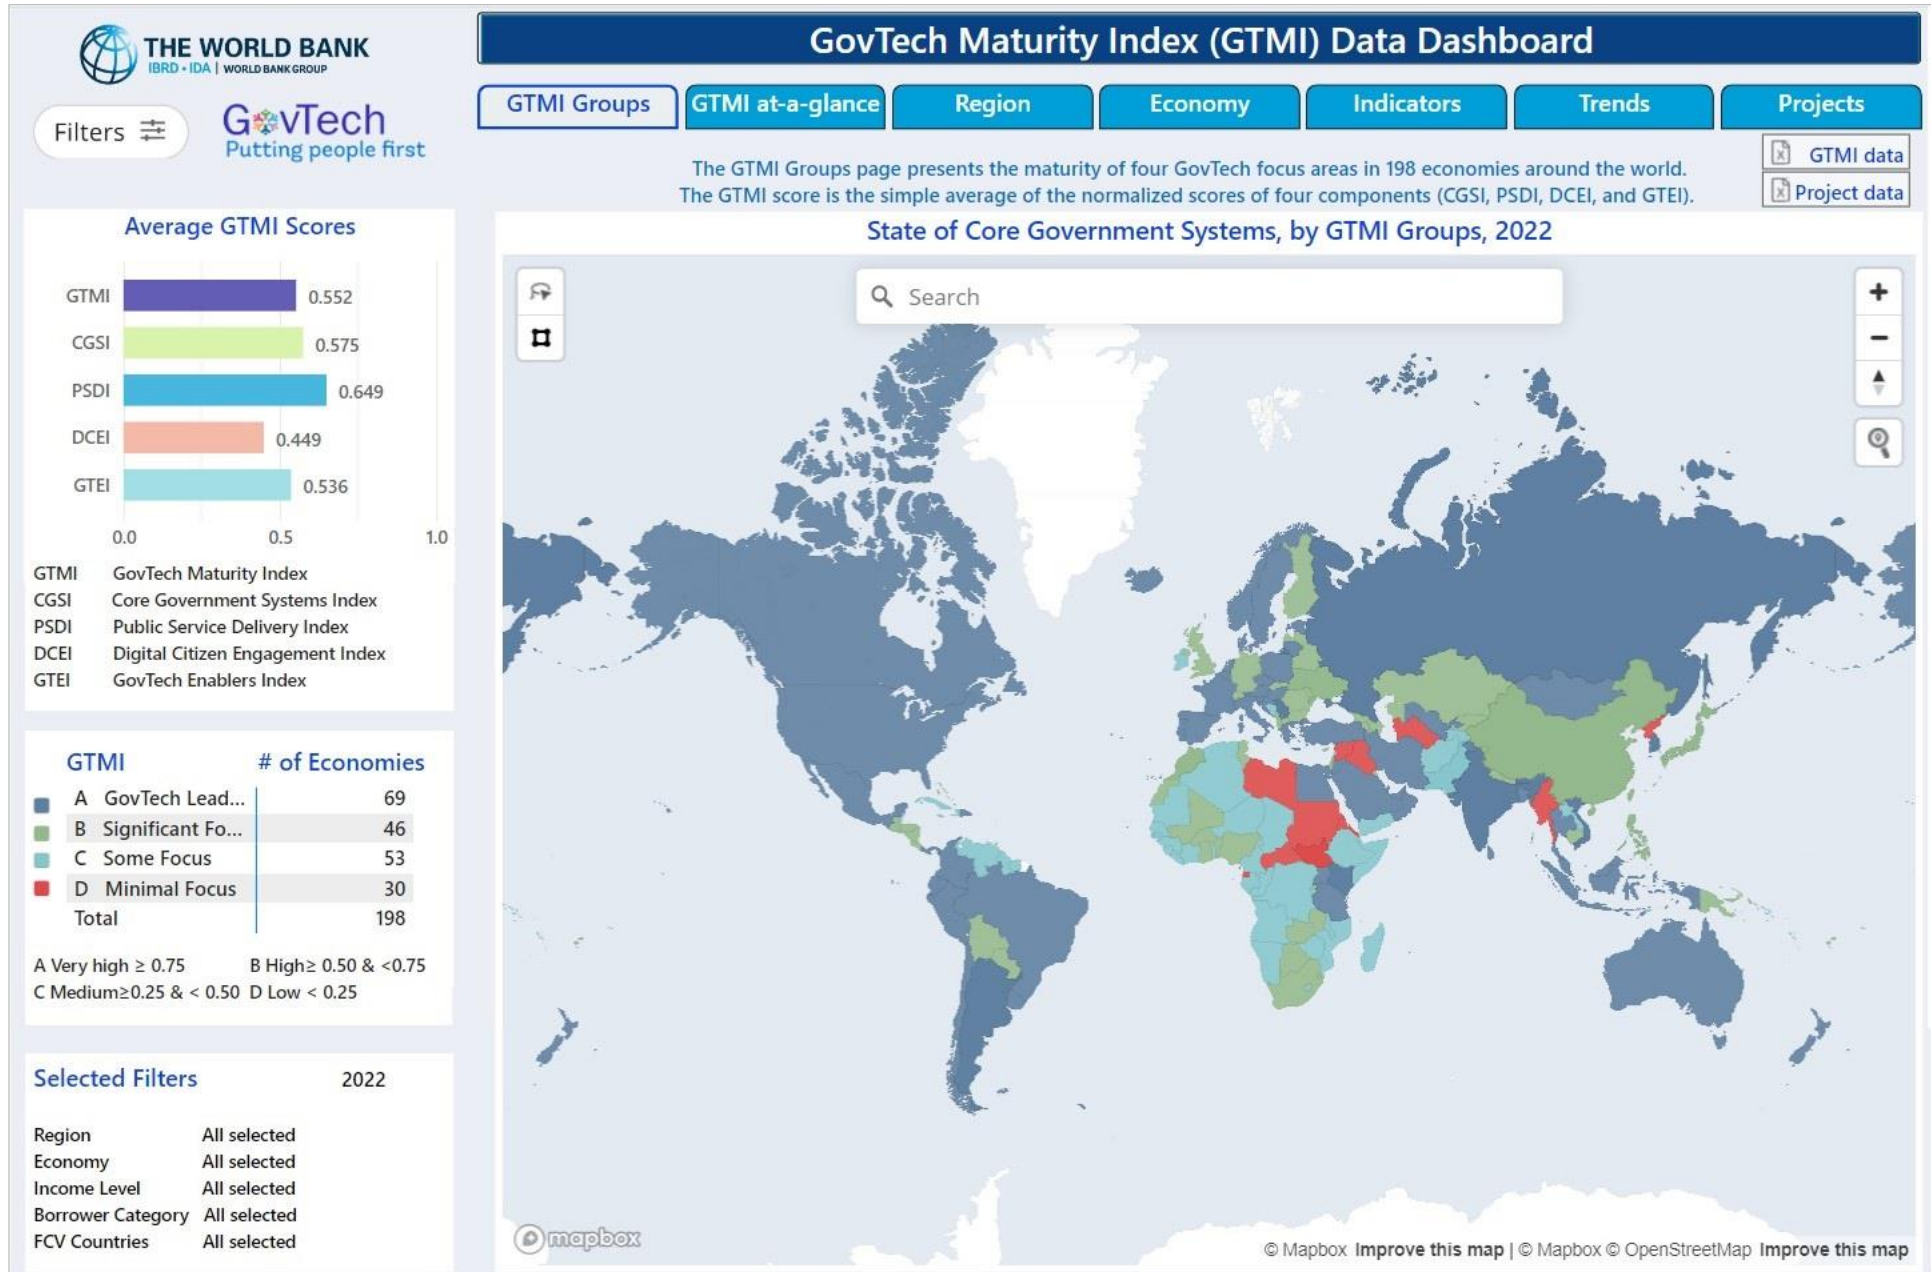 THE WORLD BANK
IBRD • IDA | WORLD BANK GROUP
Filters
GovTech
Putting people first
GovTech Maturity Index (GTMI) Data Dashboard
GTMI Groups
GTMI at-a-glance
Region
Economy
Indicators
Trends
Projects
The GTMI Groups page presents the maturity of four GovTech focus areas in 198 economies around the world.
The GTMI score is the simple average of the normalized scores of four components (CGSI, PSDI, DCEI, and GTEI).
GTMI data
Project data
Average GTMI Scores
GTMI 0.552
CGSI 0.575
PSDI 0.649
DCEI 0.449
GTEI 0.536
0.0 0.5 1.0
GTMI GovTech Maturity Index
CGSI Core Government Systems Index
PSDI Public Service Delivery Index
DCEI Digital Citizen Engagement Index
GTEI GovTech Enablers Index
GTMI # of Economies
A GovTech Lead... 69
B Significant Fo... 46
C Some Focus 53
D Minimal Focus 30
Total 198
A Very high ≥ 0.75 B High≥ 0.50 & <0.75
C Medium≥0.25 & < 0.50 D Low < 0.25
Selected Filters 2022
Region All selected
Economy All selected
Income Level All selected
Borrower Category All selected
FCV Countries All selected
State of Core Government Systems, by GTMI Groups, 2022
Search
mapbox
© Mapbox Improve this map | © Mapbox © OpenStreetMap Improve this map